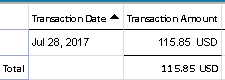 Transaction Date ▲ Transaction Amount
Jul 28, 2017 115.85 USD
Total 115.85 USD